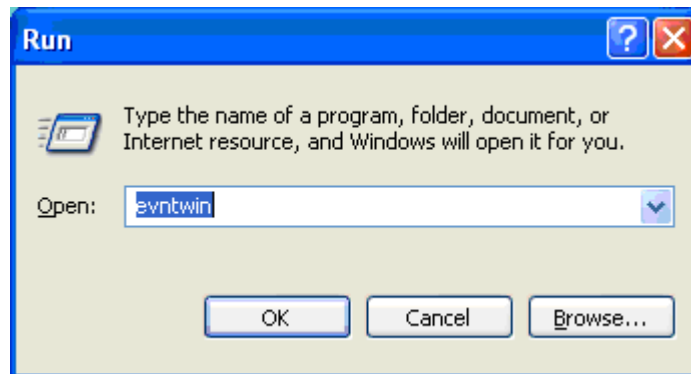 Run
Type the name of a program, folder, document, or
Internet resource, and Windows will open it for you.
Open: evntwin
OK Cancel Browse...